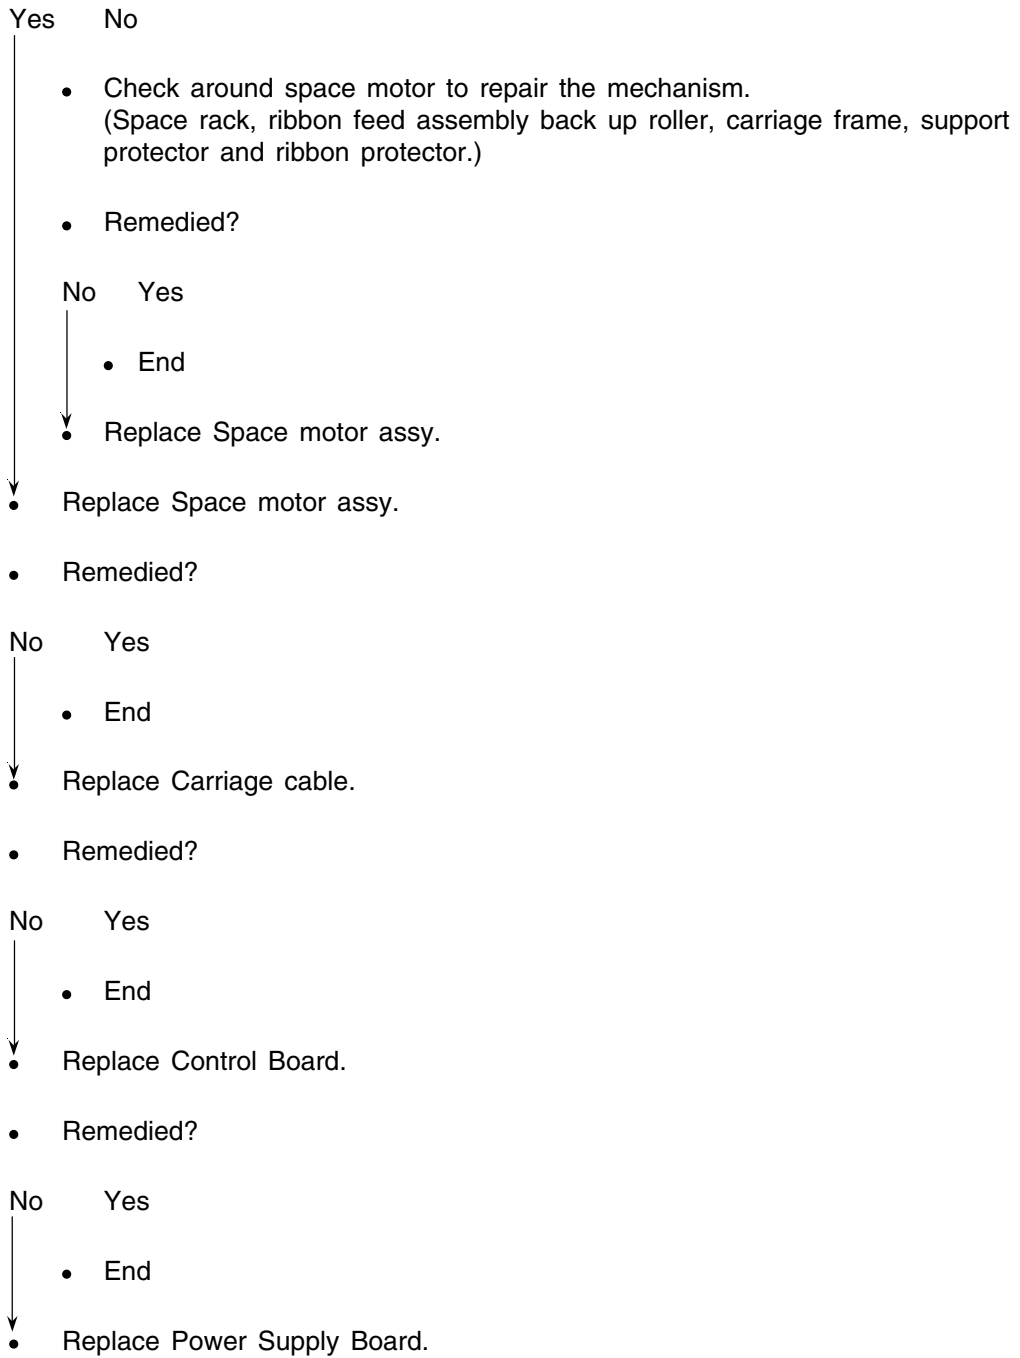 Yes No
• Check around space motor to repair the mechanism.
(Space rack, ribbon feed assembly back up roller, carriage frame, support
protector and ribbon protector.)
• Remedied?
No Yes
• End
• Replace Space motor assy.
• Replace Space motor assy.
• Remedied?
No Yes
• End
• Replace Carriage cable.
• Remedied?
No Yes
• End
• Replace Control Board.
• Remedied?
No Yes
• End
• Replace Power Supply Board.